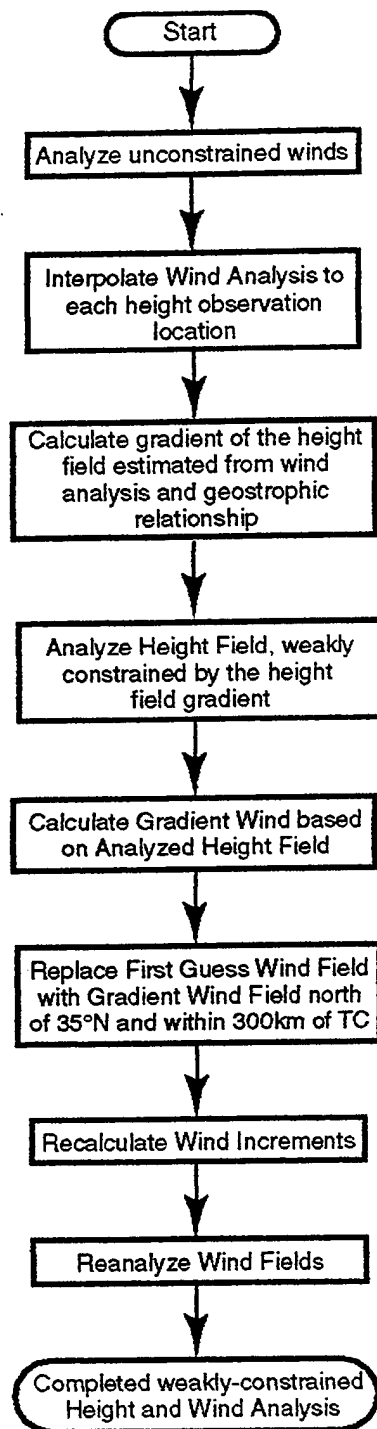 Start
Analyze unconstrained winds
Interpolate Wind Analysis to
each height observation
location
Calculate gradient of the height
field estimated from wind
analysis and geostrophic
relationship
Analyze Height Field, weakly
constrained by the height
field gradient
Calculate Gradient Wind based
on Analyzed Height Field
Replace First Guess Wind Field
with Gradient Wind Field north
of 35°N and within 300km of TC
Recalculate Wind Increments
Reanalyze Wind Fields
Completed weakly-constrained
Height and Wind Analysis